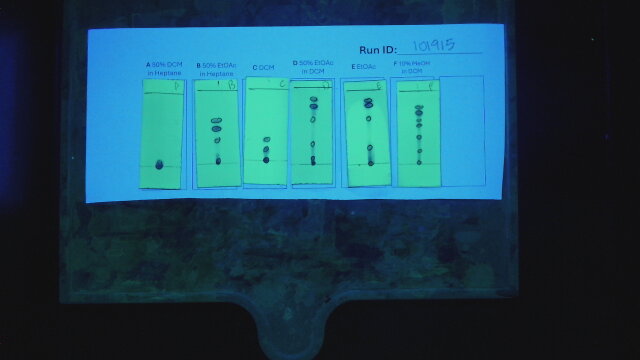 Run ID: 101915
A 50% DCM in Heptane
B 50% EtOAc in Heptane
C DCM
D 50% EtOAc in DCM
E EtOAc
F 10% MeOH in DCM
B
C
D
E
F